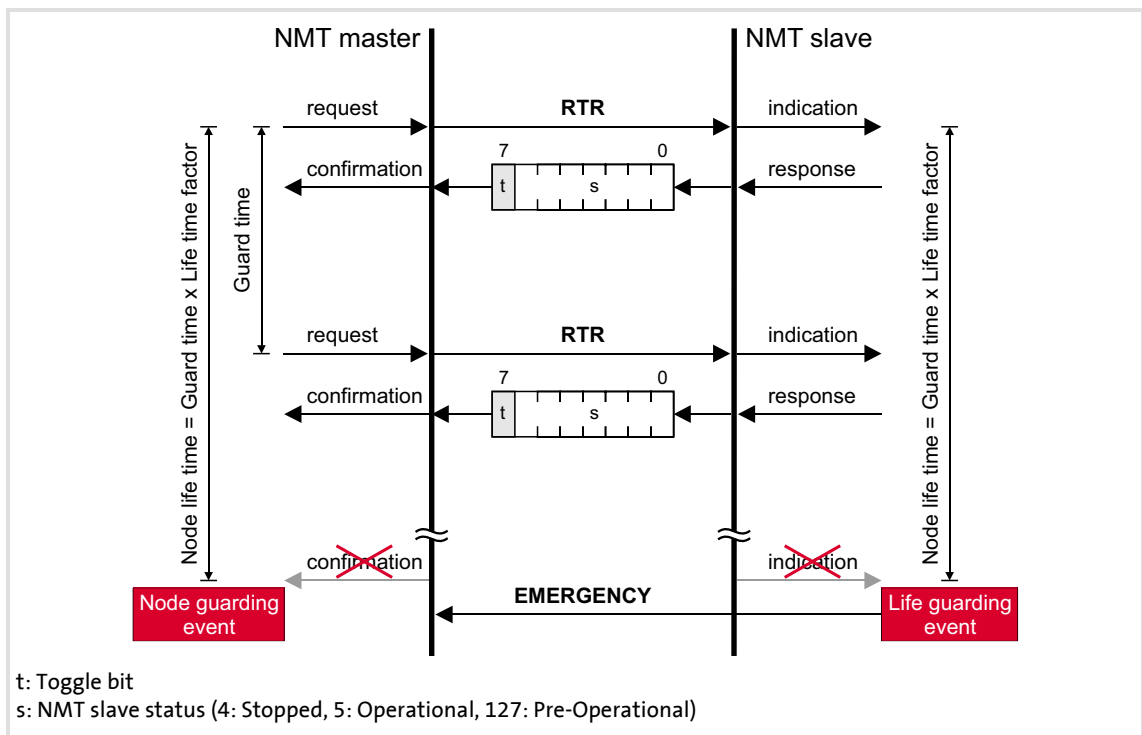 NMT master NMT slave
request RTR indication
7 0
confirmation t s response
Guard time
Node life time = Guard time x Life time factor
Node life time = Guard time x Life time factor
request RTR indication
7 0
confirmation t s response
confirmation indication
EMERGENCY
Node guarding
event
Life guarding
event
t: Toggle bit
s: NMT slave status (4: Stopped, 5: Operational, 127: Pre-Operational)